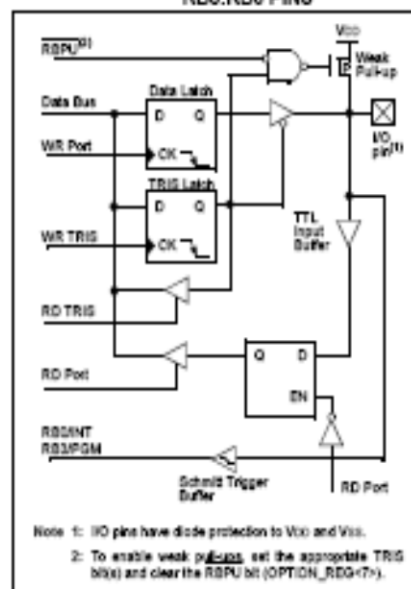 RB3:RB0 PINS
VDD
RBPU(2)
Weak
Pull-up
Data Latch
Data Bus
D Q
I/O
pin(1)
WR Port
CK
TRIS Latch
D Q
TTL
Input
Buffer
WR TRIS
CK
RD TRIS
Q D
RD Port
EN
RB0/INT
RB3/PGM
Schmitt Trigger
Buffer
RD Port
Note 1: I/O pins have diode protection to VDD and VSS.
2: To enable weak pull-ups, set the appropriate TRIS
bit(s) and clear the RBPU bit (OPTION_REG<7>).